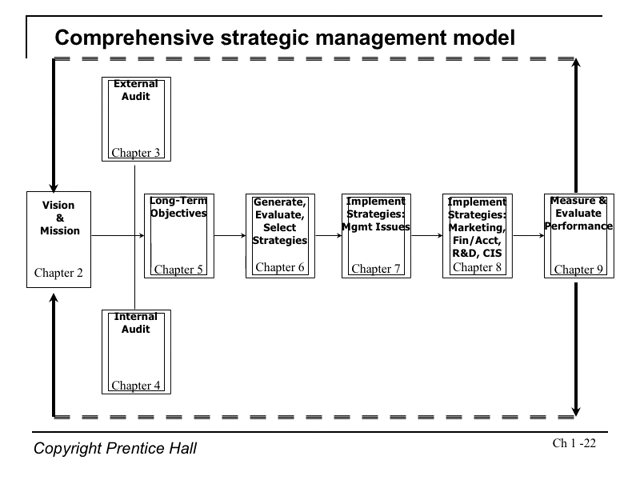 Comprehensive strategic management model
External
Audit
Chapter 3
Vision
&
Mission
Chapter 2
Long-Term
Objectives
Chapter 5
Generate,
Evaluate,
Select
Strategies
Chapter 6
Implement
Strategies:
Mgmt Issues
Chapter 7
Implement
Strategies:
Marketing,
Fin/Acct,
R&D, CIS
Chapter 8
Measure &
Evaluate
Performance
Chapter 9
Internal
Audit
Chapter 4
Copyright Prentice Hall
Ch 1 -22